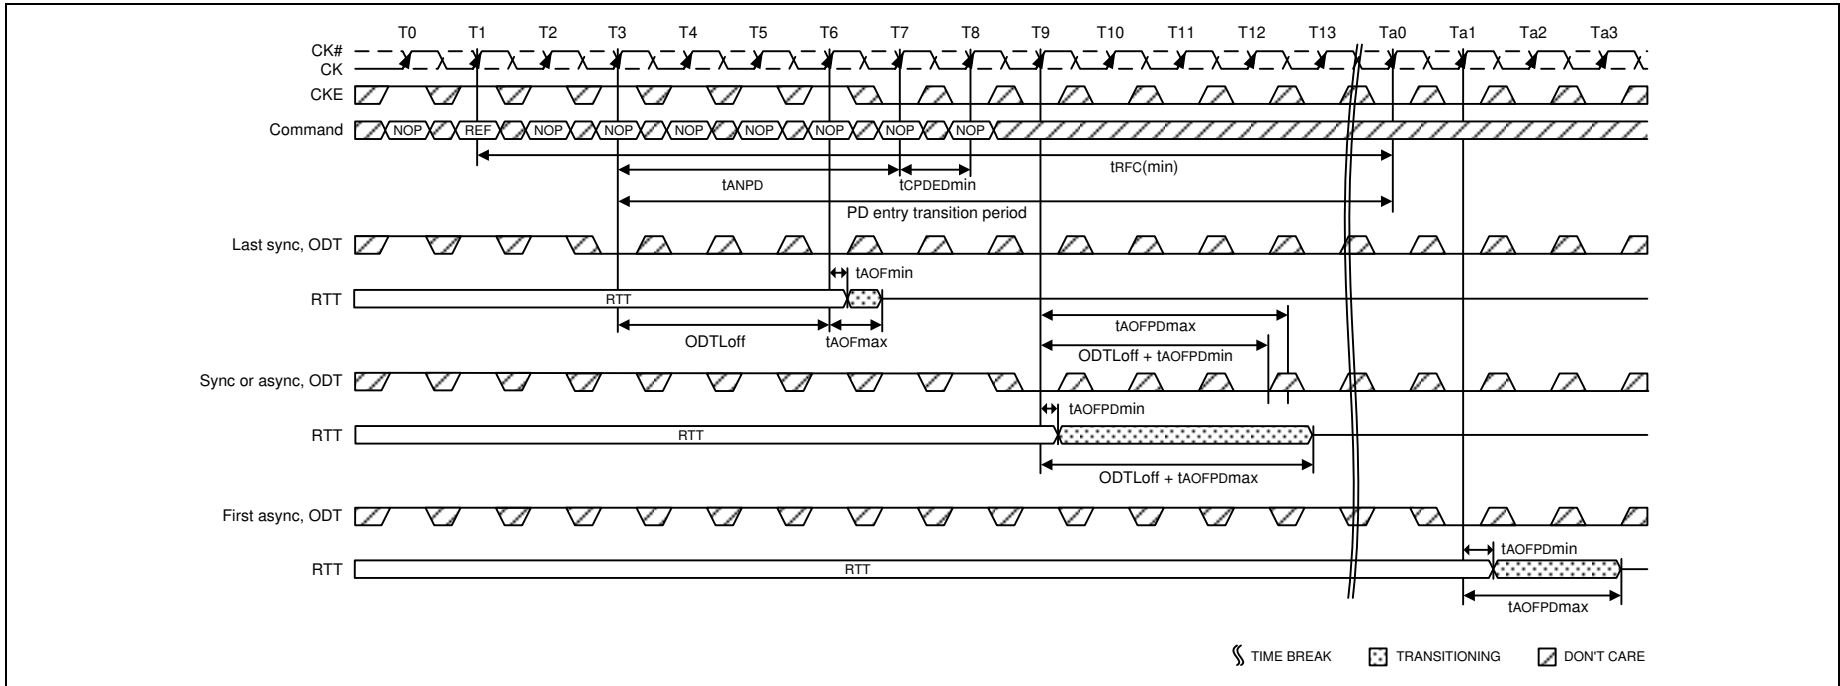 T0 T1 T2 T3 T4 T5 T6 T7 T8 T9 T10 T11 T12 T13 Ta0 Ta1 Ta2 Ta3
CK#
CK
CKE
Command NOP REF NOP NOP NOP NOP NOP NOP NOP
tRFC(min)
tANPD tCPDEDmin
PD entry transition period
Last sync, ODT
tAOFmin
RTT RTT
ODTLoff tAOFmax
tAOFPDmax
ODTLoff + tAOFPDmin
Sync or async, ODT
tAOFPDmin
RTT RTT
ODTLoff + tAOFPDmax
First async, ODT
tAOFPDmin
RTT RTT
tAOFPDmax
TIME BREAK TRANSITIONING DON'T CARE